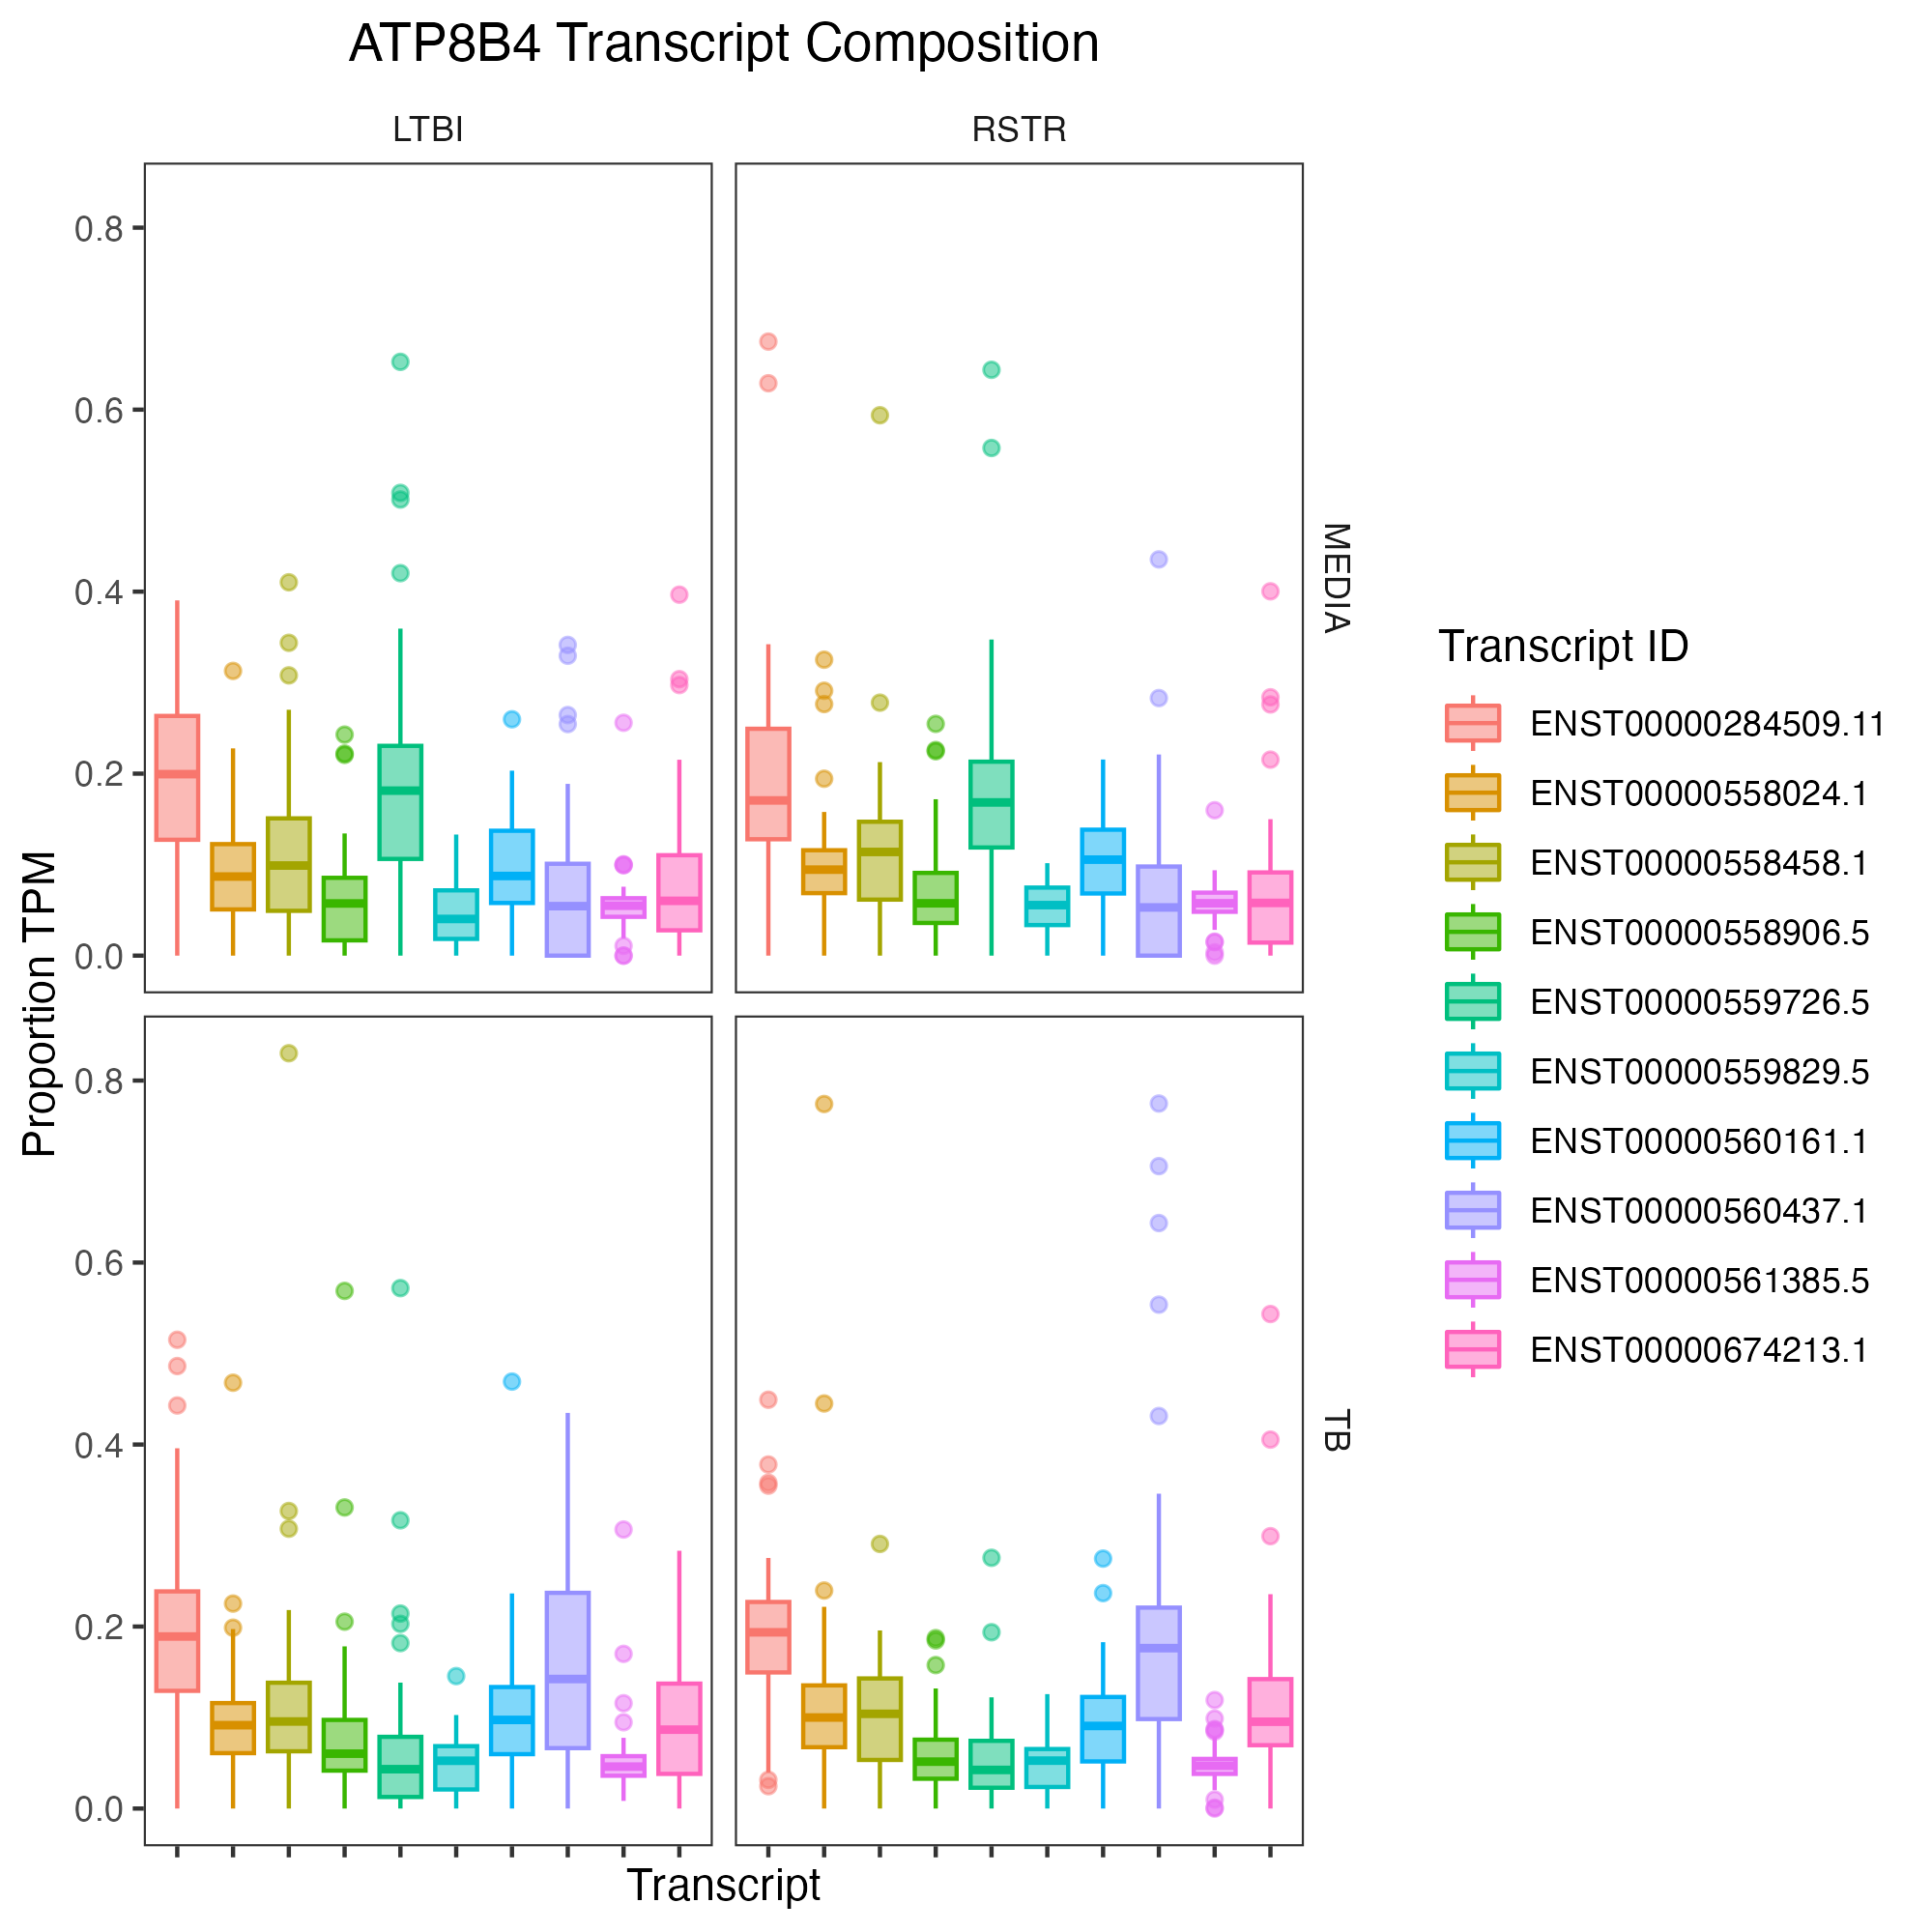 ATP8B4 Transcript Composition
LTBI
RSTR
0.8
0.6
0.4
0.2
0.0
MEDIA
0.8
0.6
0.4
0.2
0.0
TB
Proportion TPM
Transcript
Transcript ID
ENST00000284509.11
ENST00000558024.1
ENST00000558458.1
ENST00000558906.5
ENST00000559726.5
ENST00000559829.5
ENST00000560161.1
ENST00000560437.1
ENST00000561385.5
ENST00000674213.1